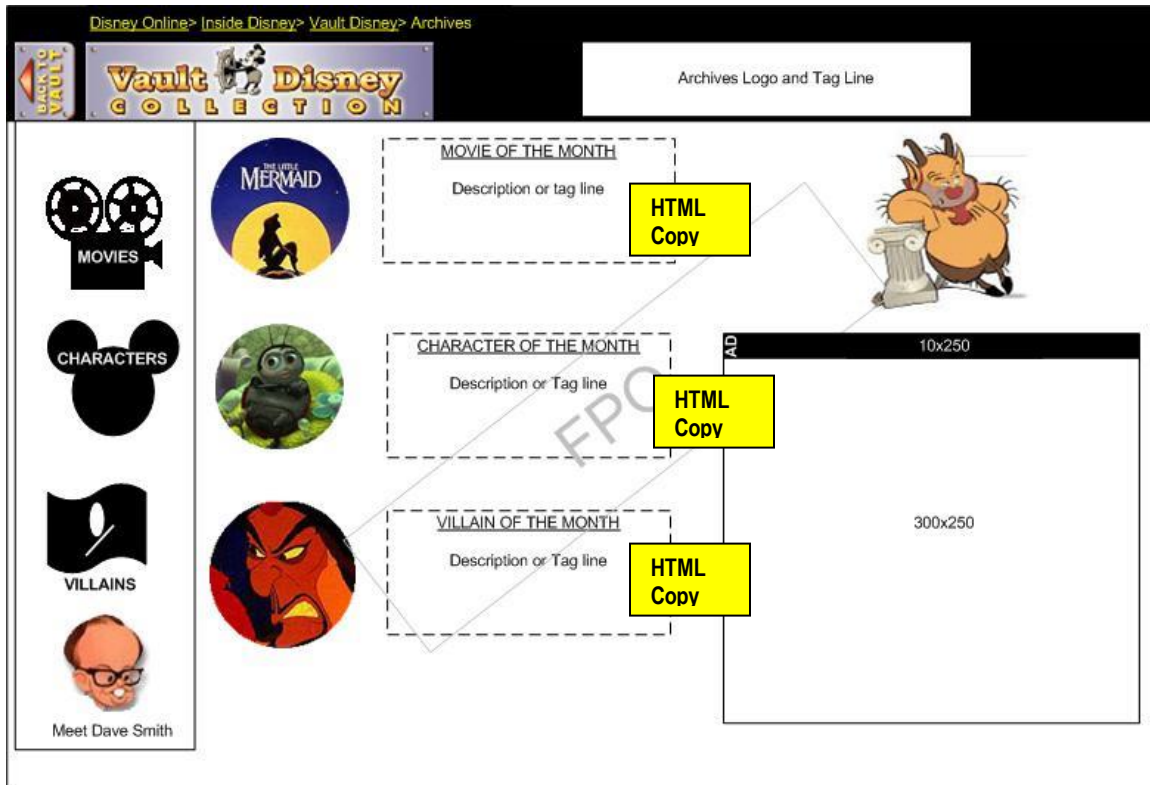 Disney Online> Inside Disney> Vault Disney> Archives
BACK TO
VAULT
Vault Disney
COLLECTION
Archives Logo and Tag Line
MOVIES
THE LITTLE
MERMAID
MOVIE OF THE MONTH
Description or tag line
HTML
Copy
CHARACTERS
CHARACTER OF THE MONTH
Description or Tag line
HTML
Copy
FPO
AD
10x250
300x250
VILLAINS
VILLAIN OF THE MONTH
Description or Tag line
HTML
Copy
Meet Dave Smith